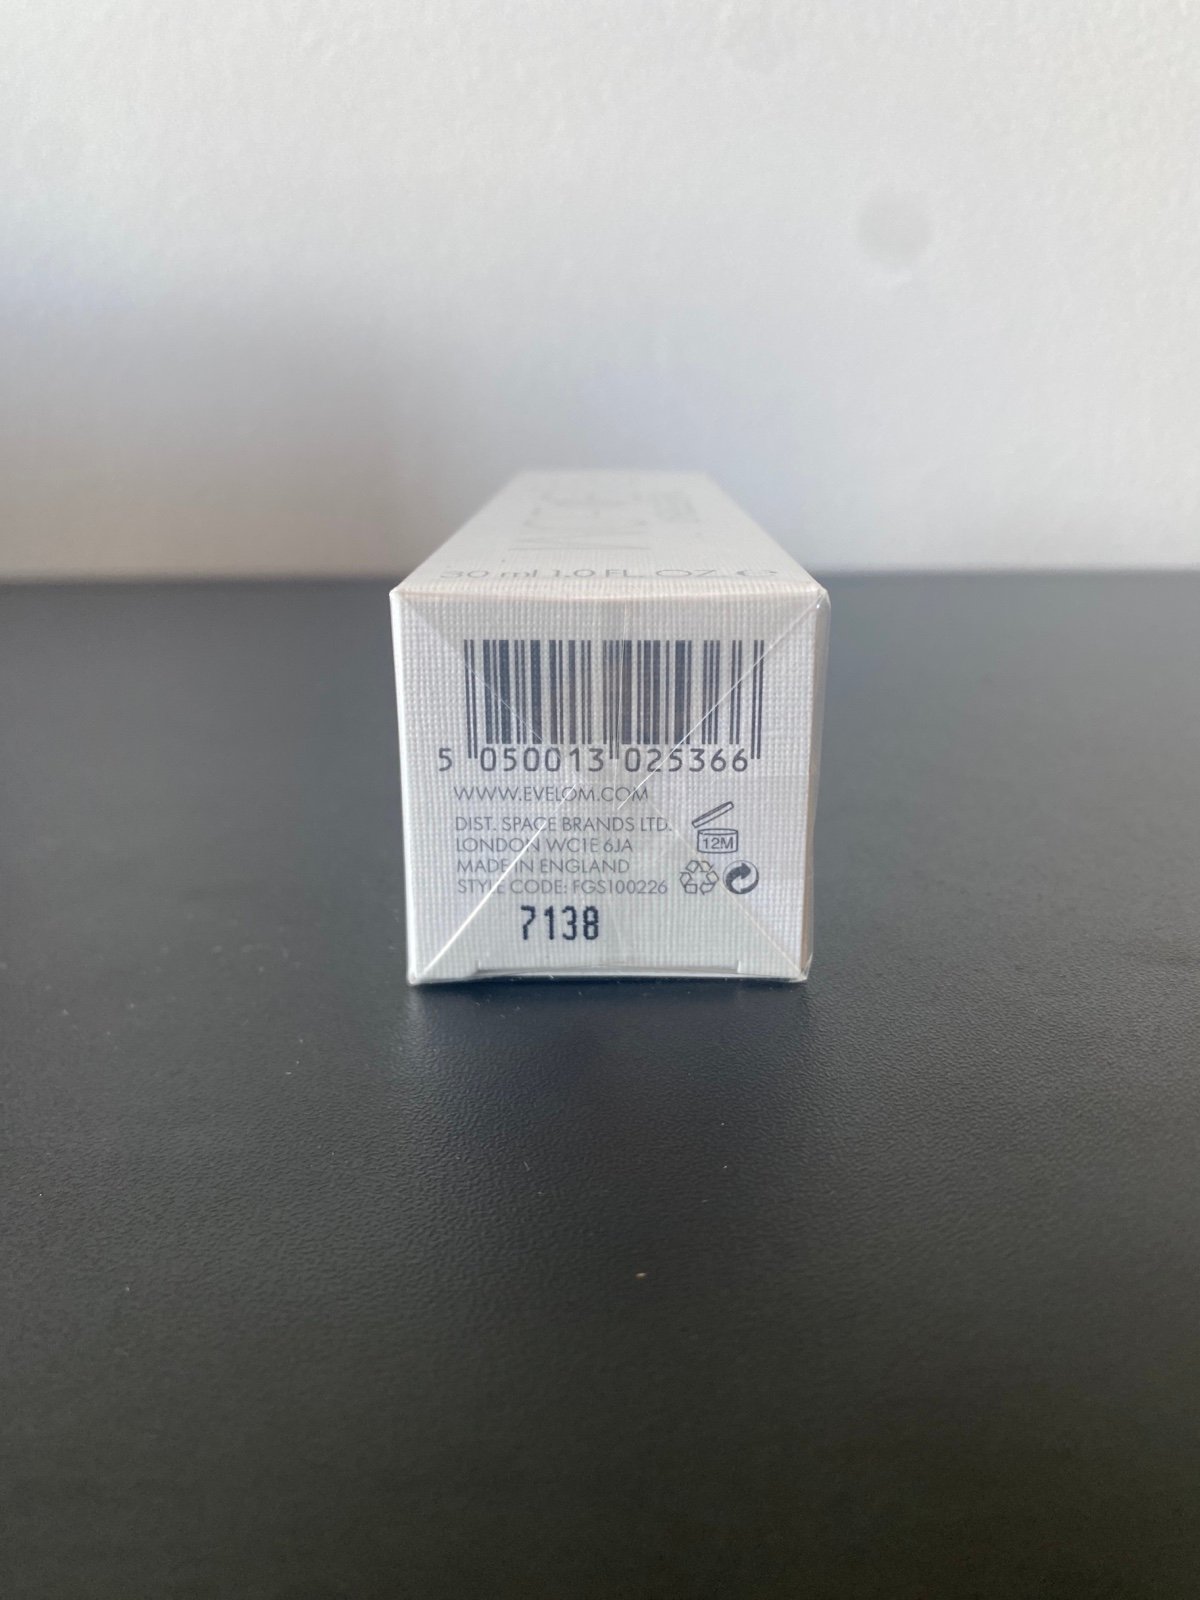 30 ml 1.0 FL. OZ. ℮
5 050013 025366
WWW.EVELOM.COM
DIST. SPACE BRANDS LTD.
LONDON WC1E 6JA
MADE IN ENGLAND
STYLE CODE: FGS100226
12M
7138